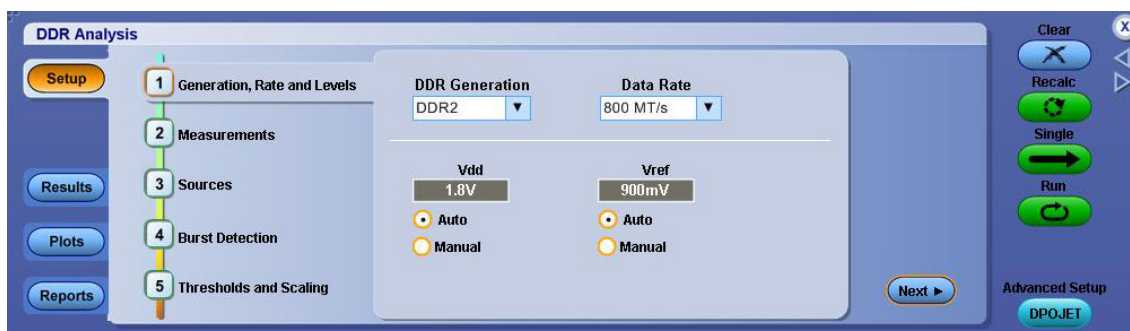 DDR Analysis
Setup
Results
Plots
Reports
1 Generation, Rate and Levels
2 Measurements
3 Sources
4 Burst Detection
5 Thresholds and Scaling
DDR Generation
DDR2
Data Rate
800 MT/s
Vdd
1.8V
Auto
Manual
Vref
900mV
Auto
Manual
Next
Clear
X
Recalc
Single
Run
Advanced Setup
DPOJET